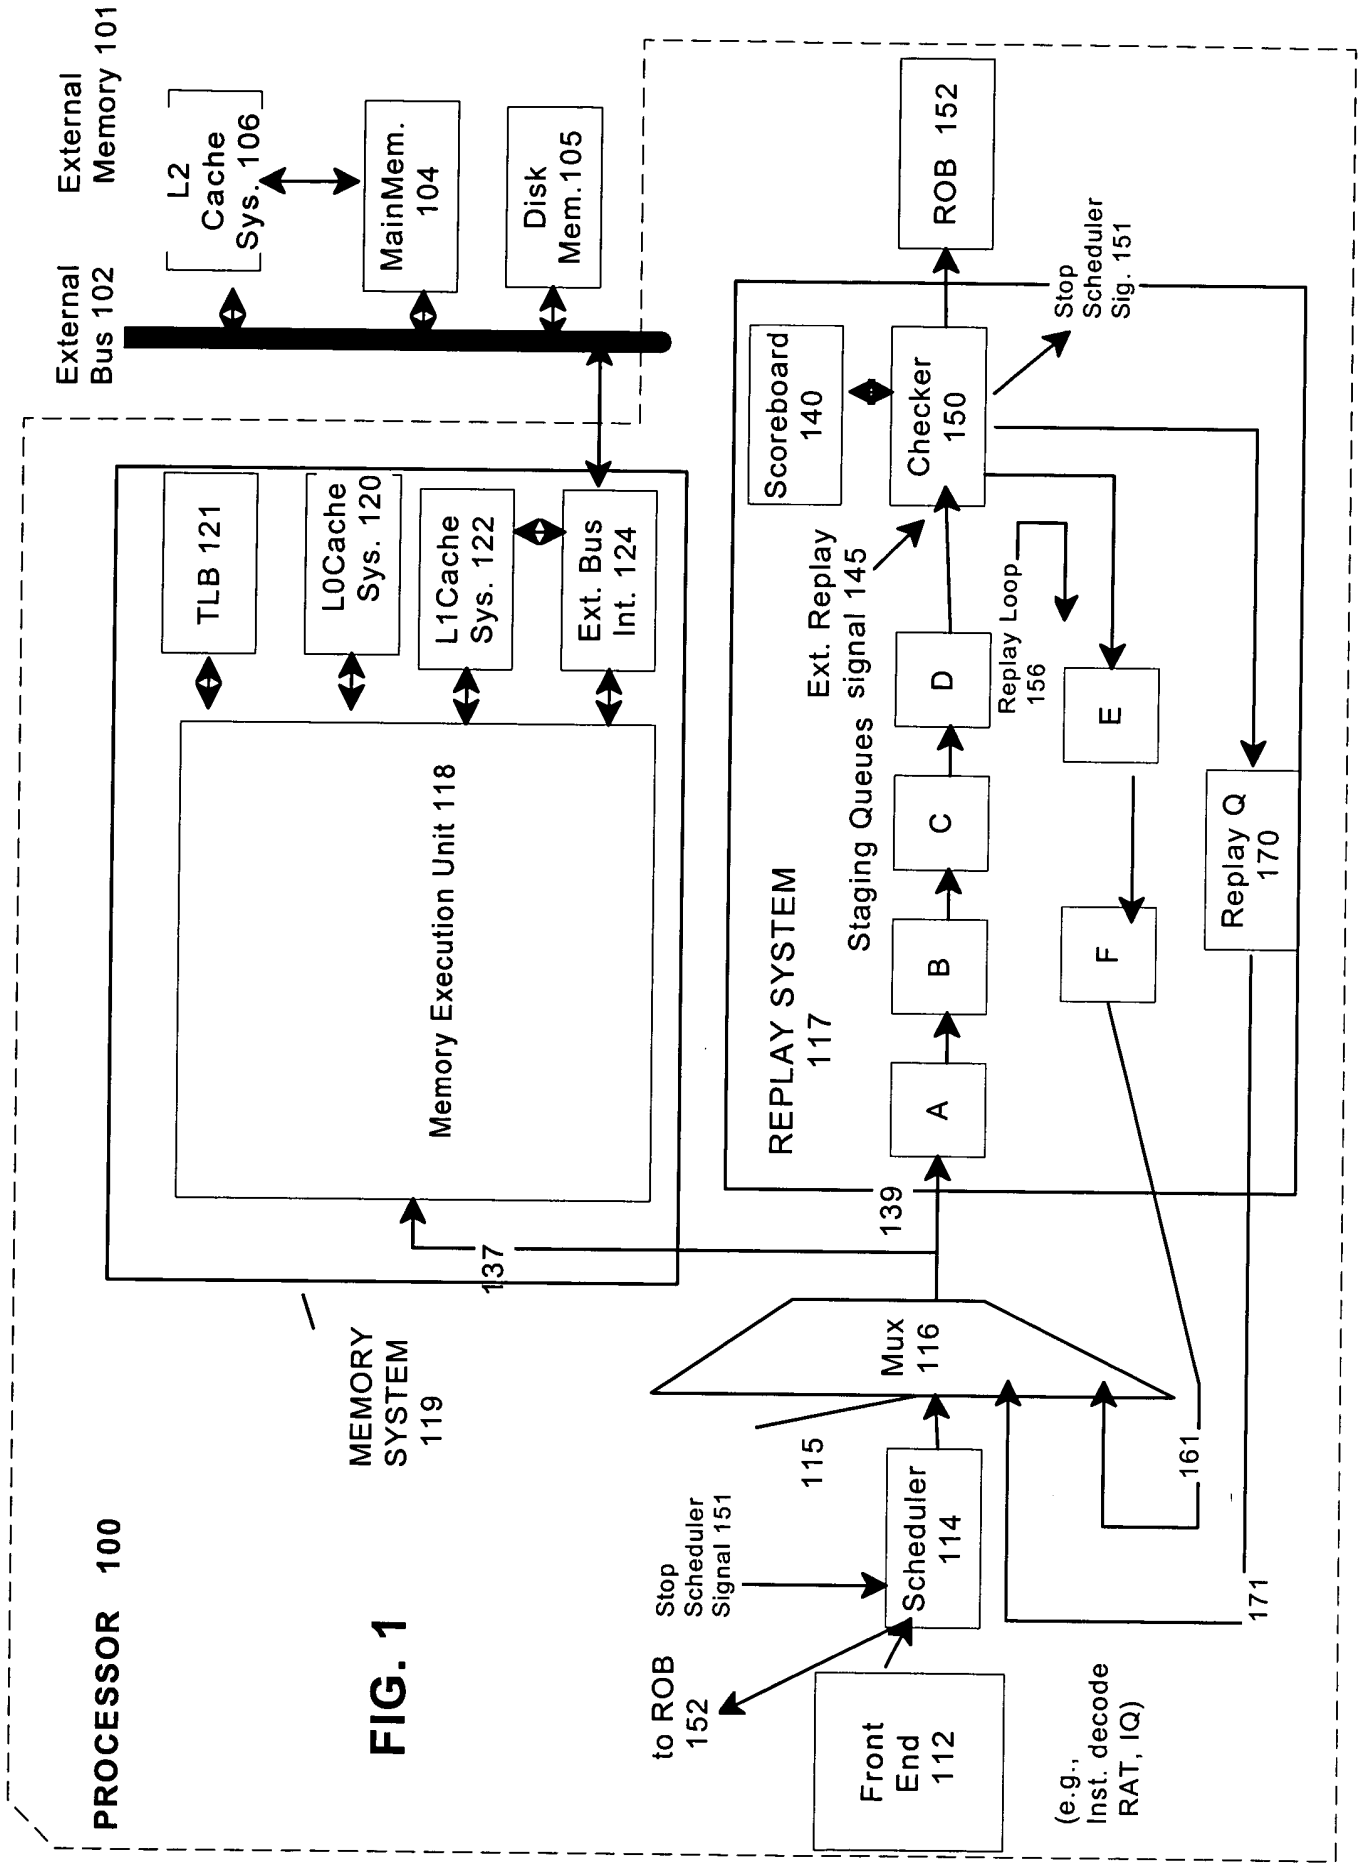 PROCESSOR 100
FIG. 1
External
Bus 102
External
Memory 101
L2
Cache
Sys. 106
MainMem.
104
Disk
Mem.105
MEMORY
SYSTEM
119
137
Memory Execution Unit 118
TLB 121
L0Cache
Sys. 120
L1Cache
Sys. 122
Ext. Bus
Int. 124
to ROB
152
Stop
Scheduler
Signal 151
Front
End
112
(e.g.,
Inst. decode
RAT, IQ)
Scheduler
114
115
Mux
116
139
161
171
REPLAY SYSTEM
117
Staging Queues
A
B
C
D
Ext. Replay
signal 145
Scoreboard
140
Checker
150
Stop
Scheduler
Sig. 151
ROB 152
Replay Loop
156
E
F
Replay Q
170